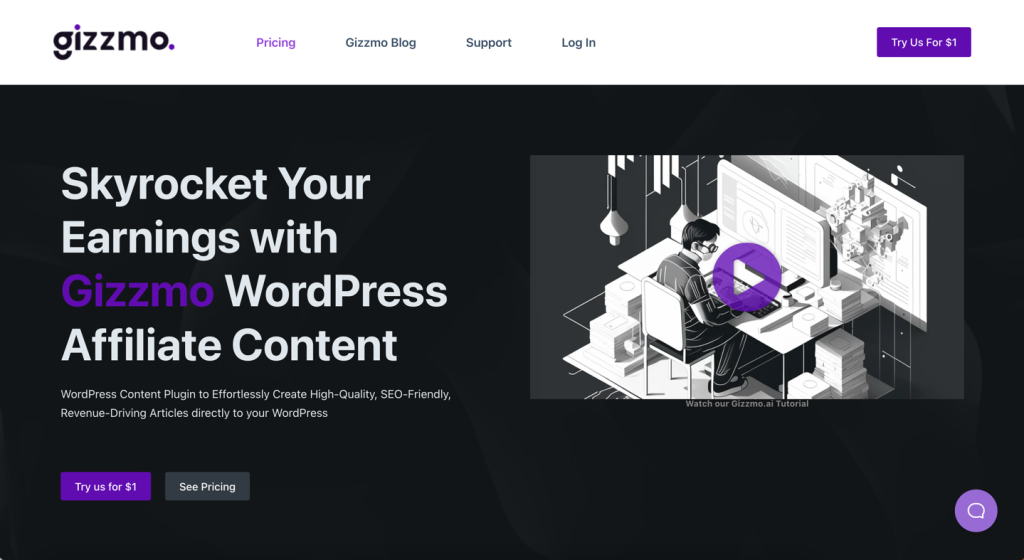 gizzmo.
Pricing
Gizzmo Blog
Support
Log In
Try Us For $1
Skyrocket Your
Earnings with
Gizzmo WordPress
Affiliate Content
WordPress Content Plugin to Effortlessly Create High-Quality, SEO-Friendly,
Revenue-Driving Articles directly to your WordPress
Try us for $1
See Pricing
Watch our Gizzmo.ai Tutorial